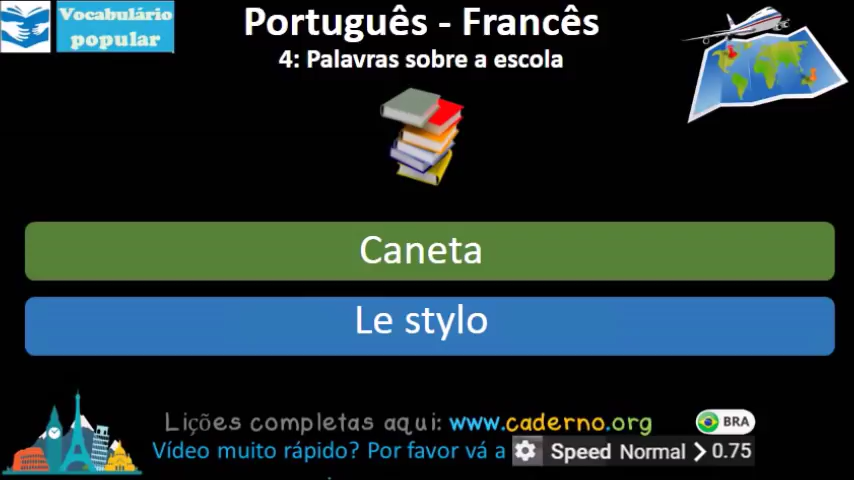 Vocabulário
popular
Português - Francês
4: Palavras sobre a escola
Caneta
Le stylo
Lições completas aqui: www.caderno.org
BRA
Vídeo muito rápido? Por favor vá a Speed Normal > 0.75